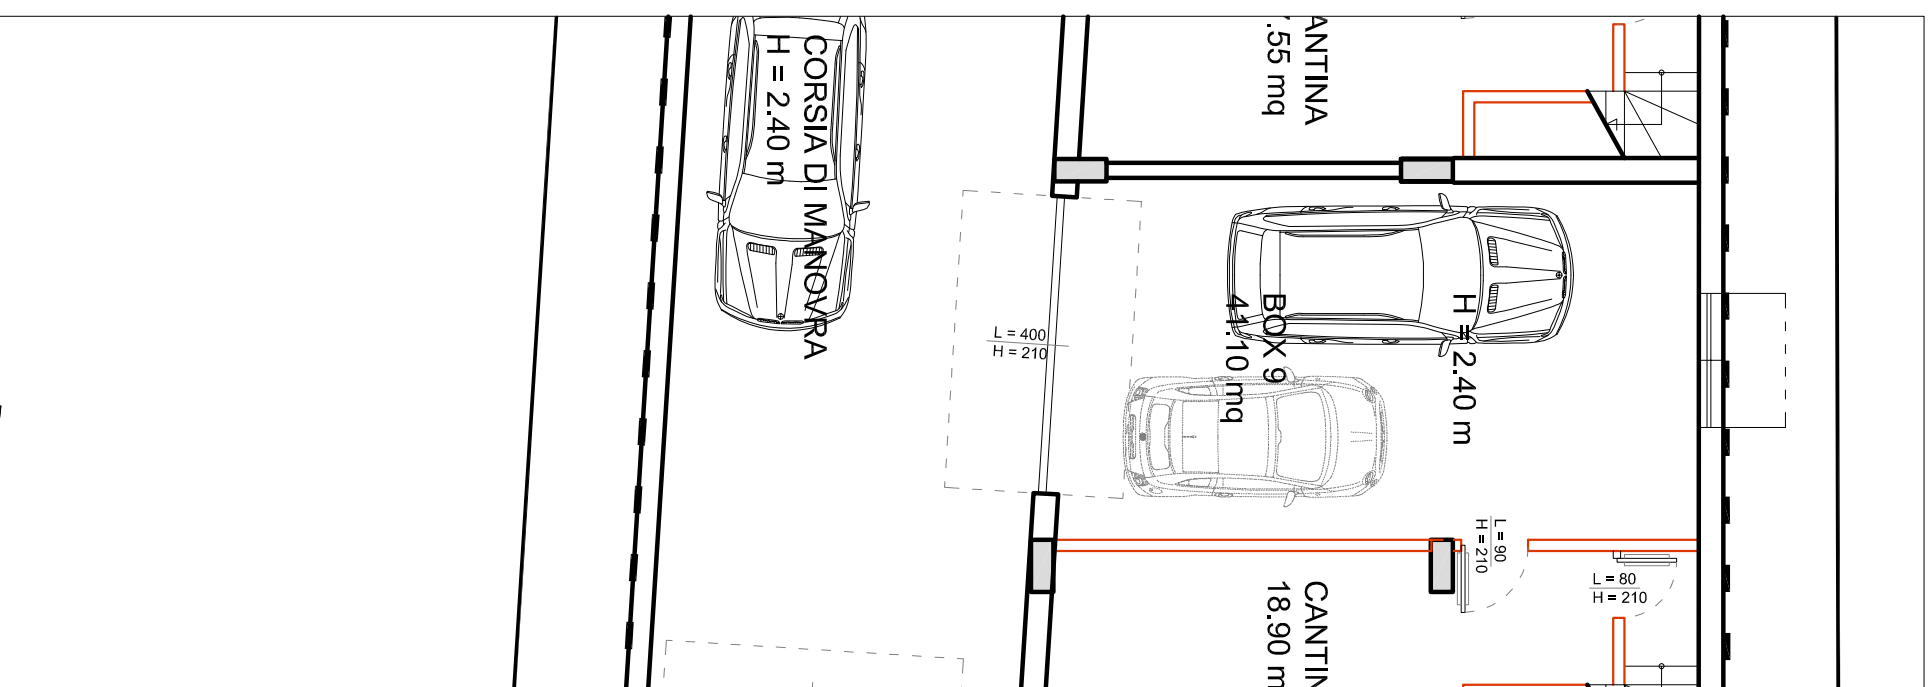 CORSIA DI MANOVRA
H = 2.40 m
ANTINA
.55 mq
L = 400
H = 210
BOX 9
41.10 mq
H = 2.40 m
L = 90
H = 210
L = 80
H = 210
CANTIN
18.90 m